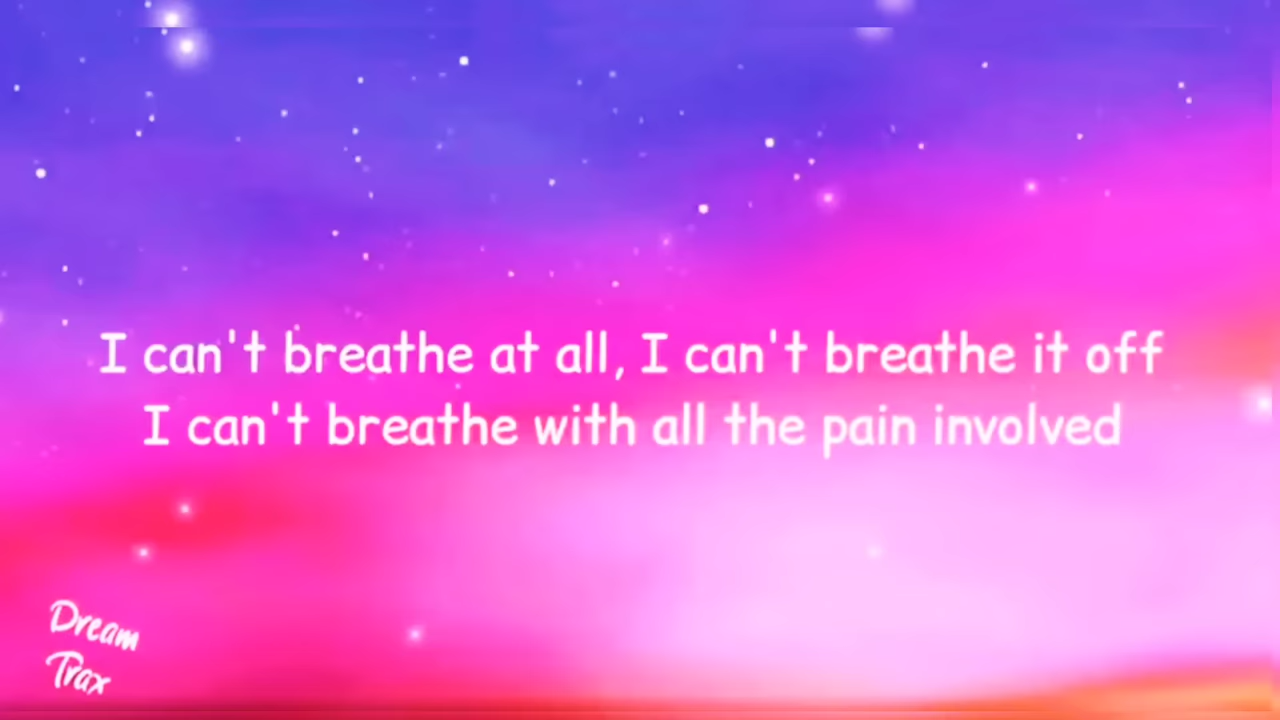 I can't breathe at all, I can't breathe it off
I can't breathe with all the pain involved
Dream
Trax